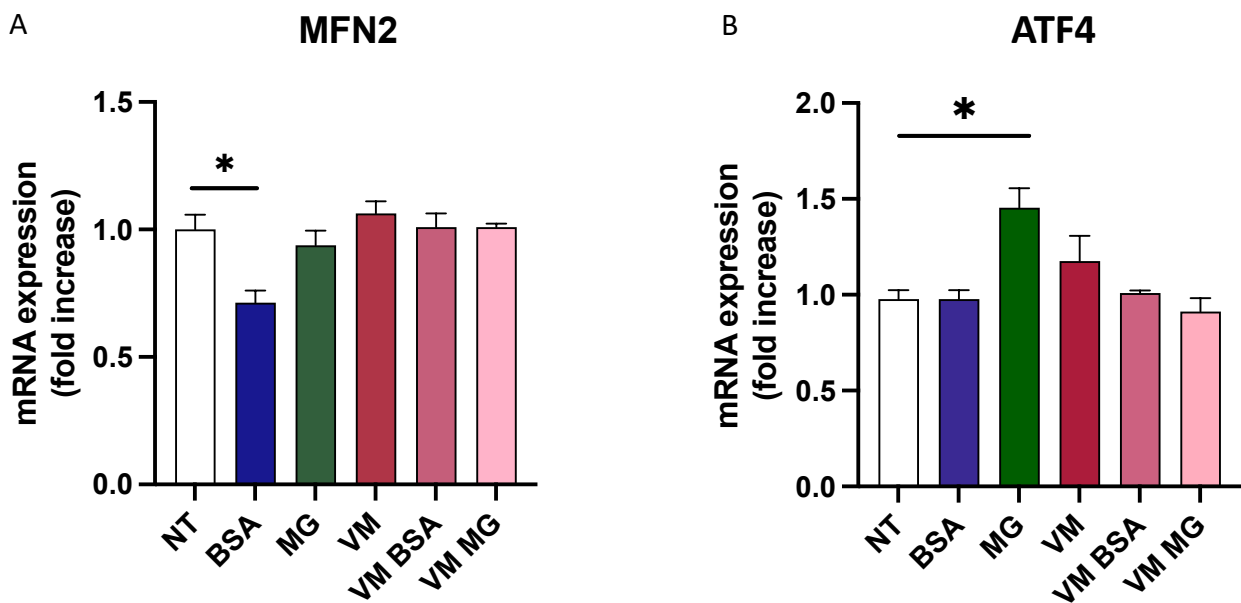 A
MFN2
mRNA expression
(fold increase)
1.5
1.0
0.5
0.0
*
NT
BSA
MG
VM
VM BSA
VM MG
B
ATF4
mRNA expression
(fold increase)
2.0
1.5
1.0
0.5
0.0
*
NT
BSA
MG
VM
VM BSA
VM MG